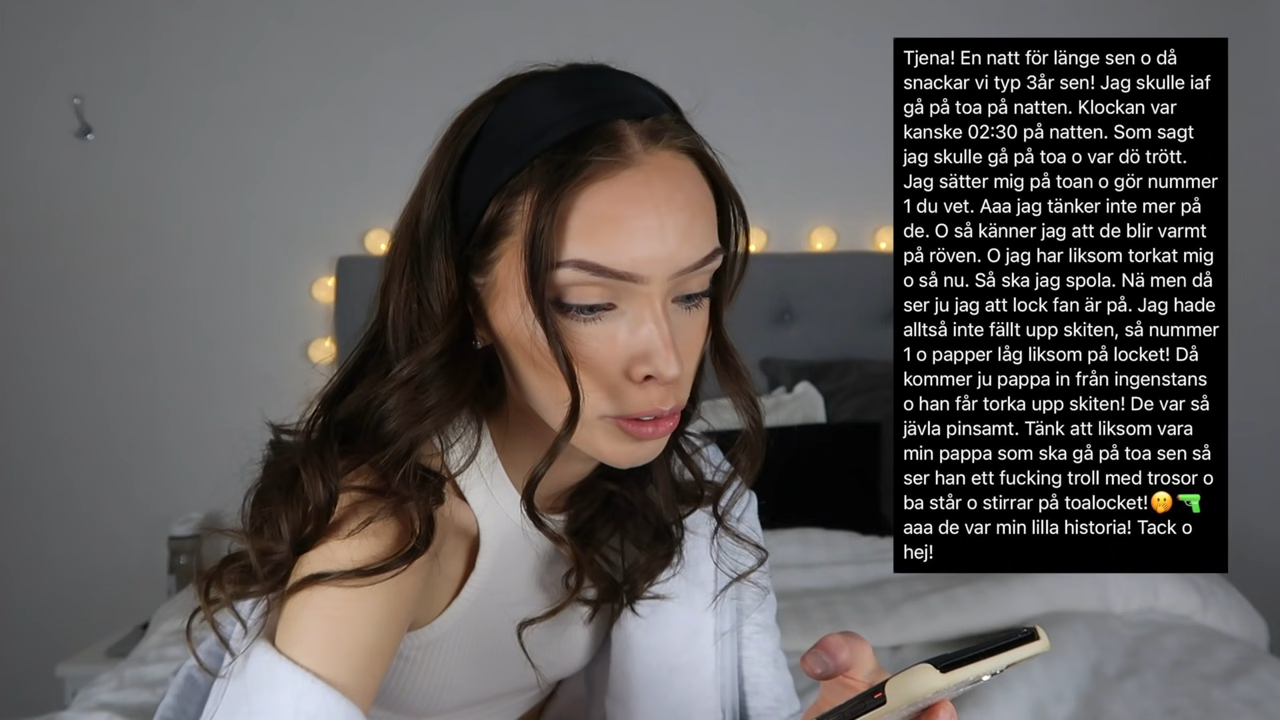 Tjena! En natt för länge sen o då
snackar vi typ 3år sen! Jag skulle iaf
gå på toa på natten. Klockan var
kanske 02:30 på natten. Som sagt
jag skulle gå på toa o var dö trött.
Jag sätter mig på toan o gör nummer
1 du vet. Aaa jag tänker inte mer på
de. O så känner jag att de blir varmt
på röven. O jag har liksom torkat mig
o så nu. Så ska jag spola. Nä men då
ser ju jag att lock fan är på. Jag hade
alltså inte fällt upp skiten, så nummer
1 o papper låg liksom på locket! Då
kommer ju pappa in från ingenstans
o han får torka upp skiten! De var så
jävla pinsamt. Tänk att liksom vara
min pappa som ska gå på toa sen så
ser han ett fucking troll med trosor o
ba står o stirrar på toalocket!🤭🔫
aaa de var min lilla historia! Tack o
hej!